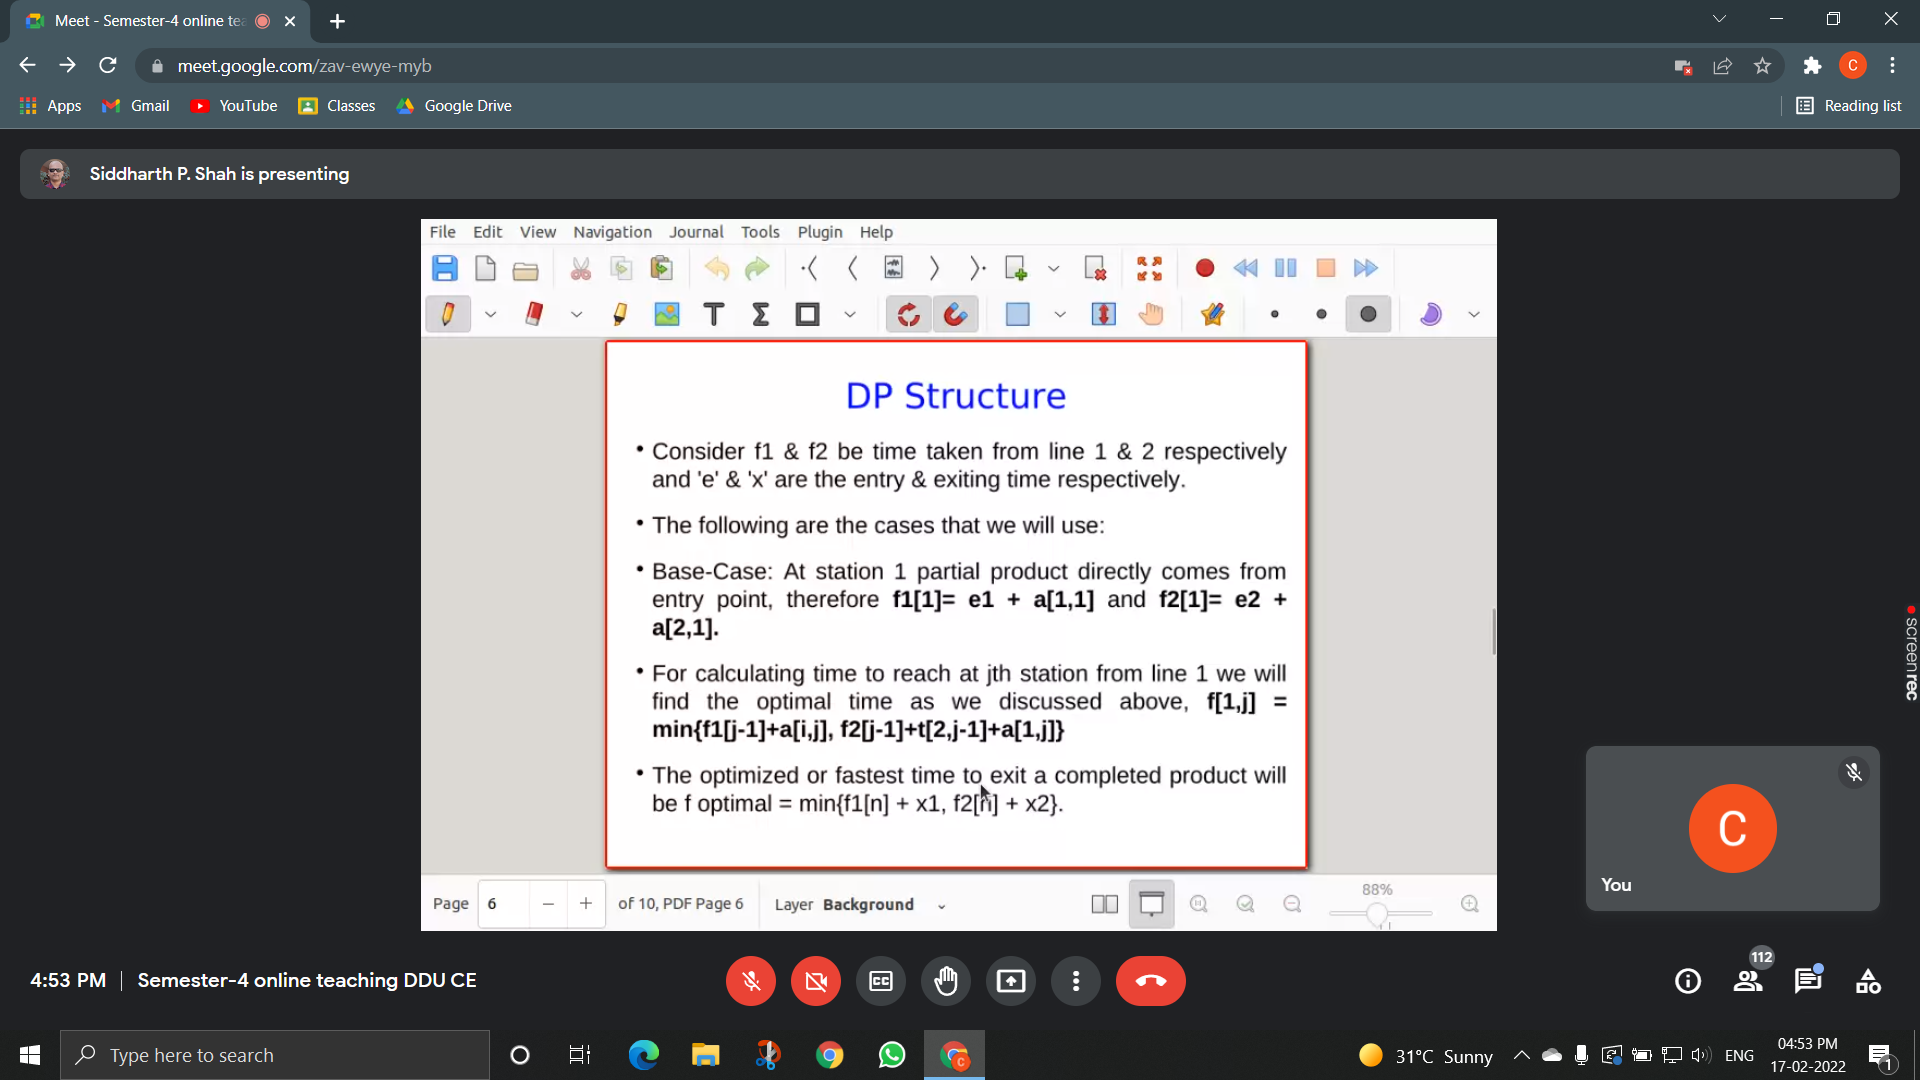 Meet - Semester-4 online tea
meet.google.com/zav-ewye-myb
C
Apps Gmail YouTube Classes Google Drive Reading list
Siddharth P. Shah is presenting
File Edit View Navigation Journal Tools Plugin Help
DP Structure
• Consider f1 & f2 be time taken from line 1 & 2 respectively
and 'e' & 'x' are the entry & exiting time respectively.
• The following are the cases that we will use:
• Base-Case: At station 1 partial product directly comes from
entry point, therefore f1[1]= e1 + a[1,1] and f2[1]= e2 +
a[2,1].
• For calculating time to reach at jth station from line 1 we will
find the optimal time as we discussed above, f[1,j] =
min{f1[j-1]+a[i,j], f2[j-1]+t[2,j-1]+a[1,j]}
• The optimized or fastest time to exit a completed product will
be f optimal = min{f1[n] + x1, f2[n] + x2}.
screenrec
C
You
Page 6 of 10, PDF Page 6 Layer Background 88%
4:53 PM | Semester-4 online teaching DDU CE
112
Type here to search
31°C Sunny
ENG
04:53 PM
17-02-2022
1